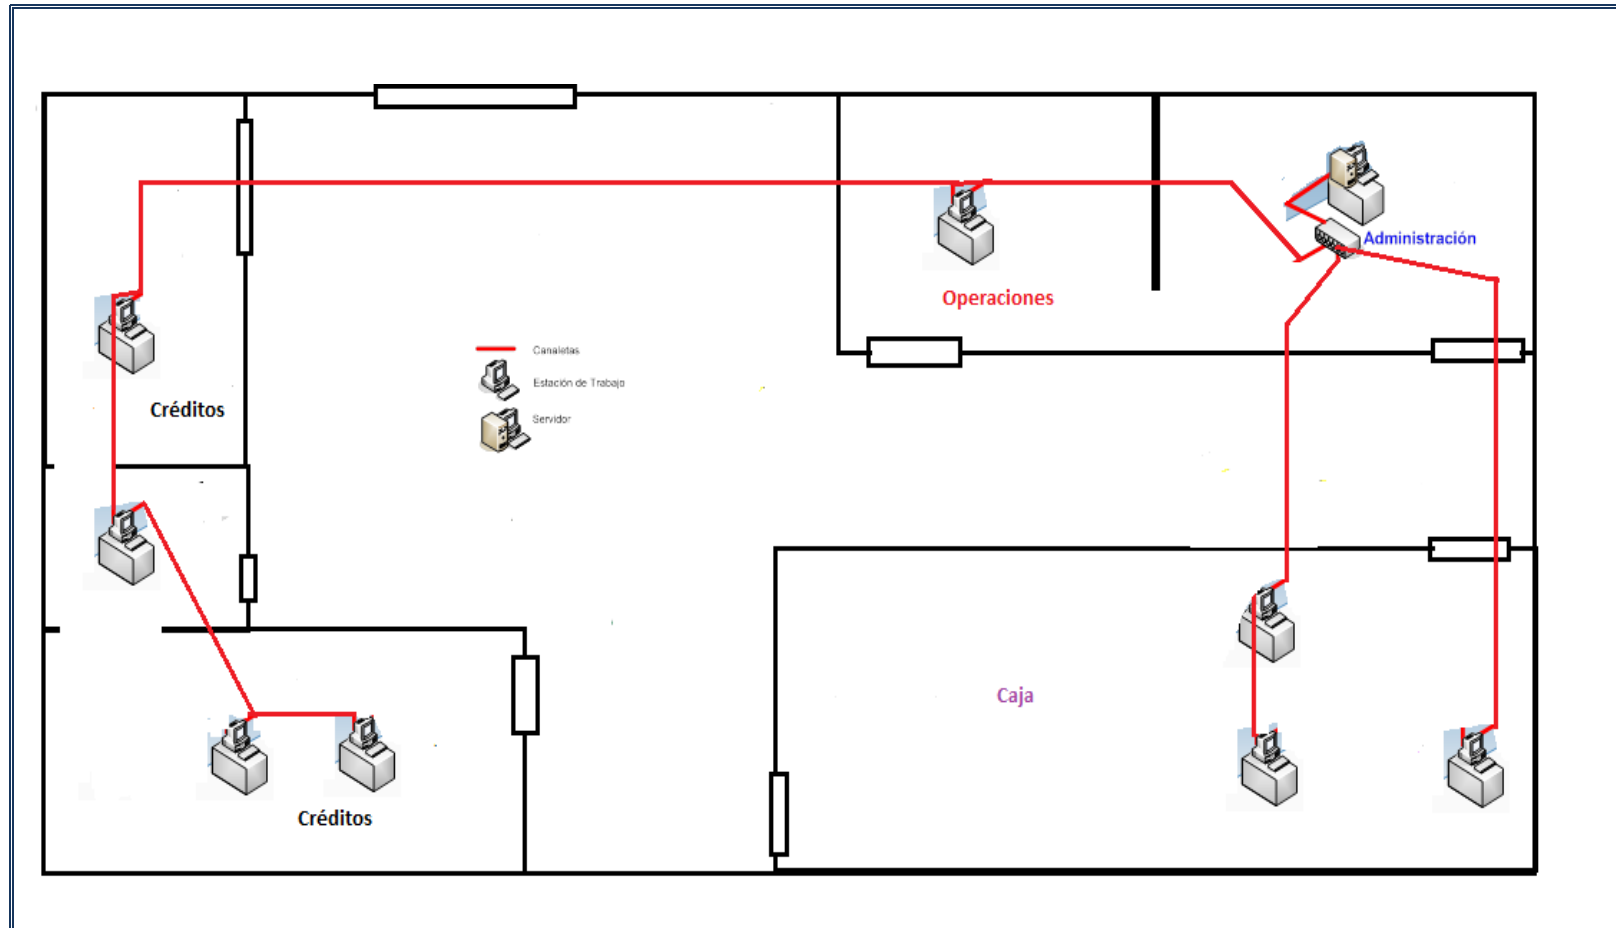 Administración
Operaciones
Canaletas
Estación de Trabajo
Servidor
Créditos
Caja
Créditos